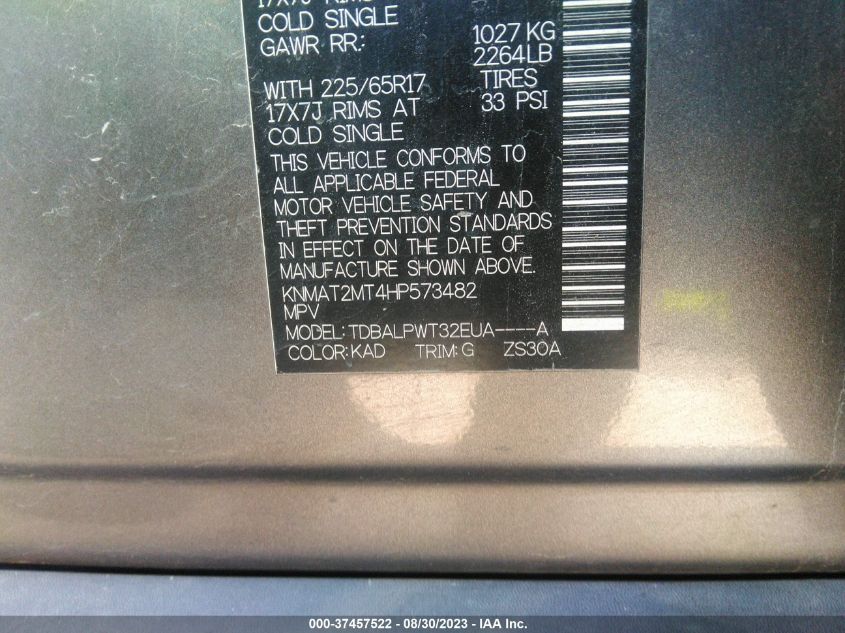 17X7J RIMS
COLD SINGLE
GAWR RR: 1027 KG
2264LB
WITH 225/65R17 TIRES
17X7J RIMS AT 33 PSI
COLD SINGLE
THIS VEHICLE CONFORMS TO
ALL APPLICABLE FEDERAL
MOTOR VEHICLE SAFETY AND
THEFT PREVENTION STANDARDS
IN EFFECT ON THE DATE OF
MANUFACTURE SHOWN ABOVE.
KNMAT2MT4HP573482
MPV
MODEL: TDBALPWT32EUA----A
COLOR:KAD TRIM:G ZS30A
000-37457522 - 08/30/2023 - IAA Inc.